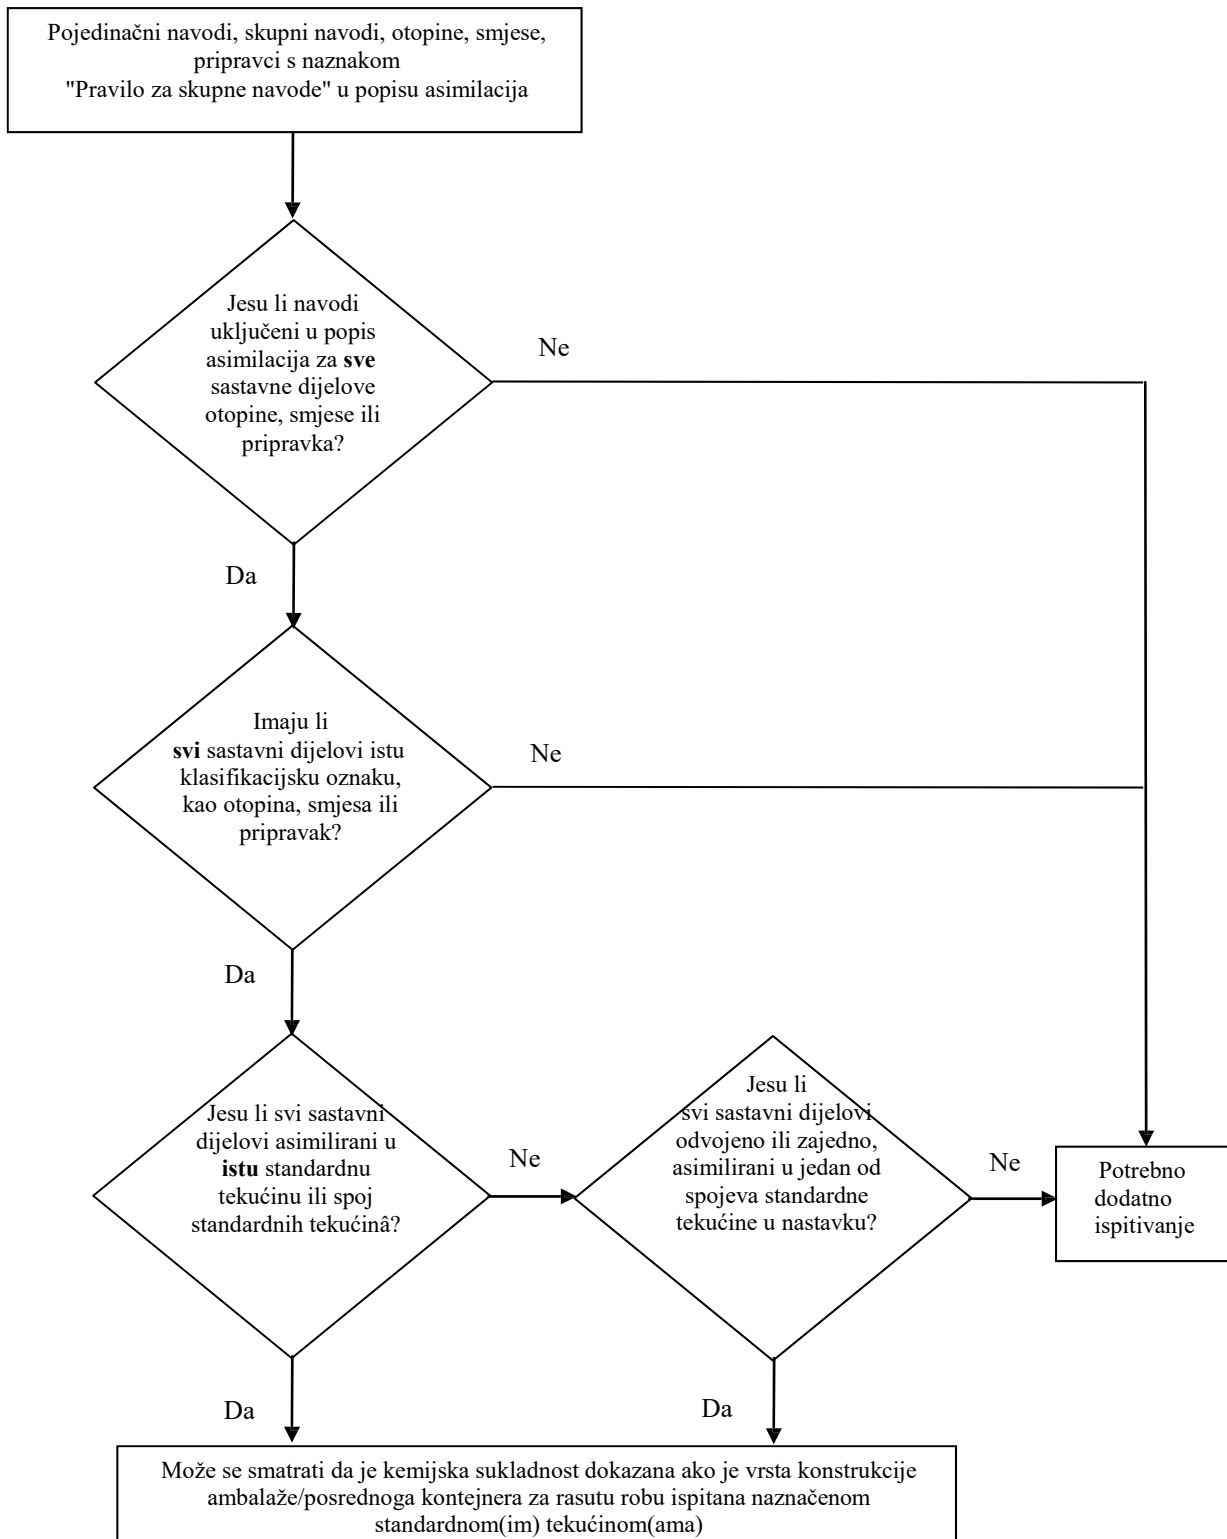 Pojedinačni navodi, skupni navodi, otopine, smjese,
pripravci s naznakom
"Pravilo za skupne navode" u popisu asimilacija
Jesu li navodi
uključeni u popis
asimilacija za sve
sastavne dijelove
otopine, smjese ili
pripravka?
Ne
Da
Imaju li
svi sastavni dijelovi istu
klasifikacijsku oznaku,
kao otopina, smjesa ili
pripravak?
Ne
Da
Jesu li svi sastavni
dijelovi asimilirani u
istu standardnu
tekućinu ili spoj
standardnih tekućinâ?
Ne
Da
Jesu li
svi sastavni dijelovi
odvojeno ili zajedno,
asimilirani u jedan od
spojeva standardne
tekućine u nastavku?
Ne
Da
Potrebno
dodatno
ispitivanje
Može se smatrati da je kemijska sukladnost dokazana ako je vrsta konstrukcije
ambalaže/posrednoga kontejnera za rasutu robu ispitana naznačenom
standardnom(im) tekućinom(ama)